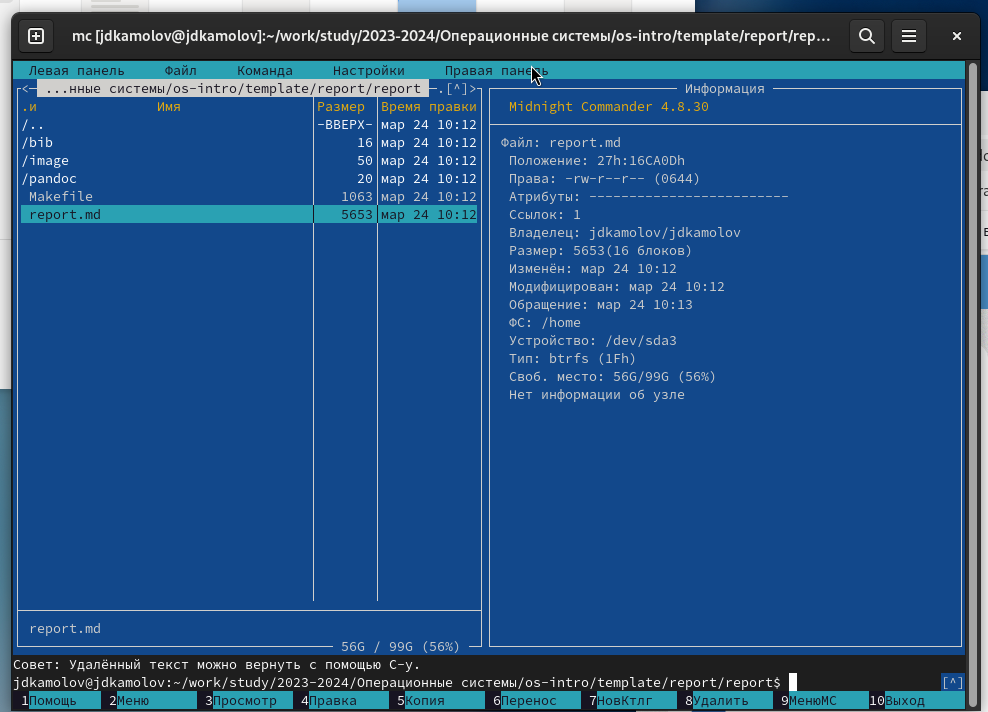 mc [jdkamolov@jdkamolov]:~/work/study/2023-2024/Операционные системы/os-intro/template/report/rep...
Левая панель Файл Команда Настройки Правая панель
<— ...нные системы/os-intro/template/report/report —.[^]>
.и Имя Размер Время правки
/.. -ВВЕРХ- мар 24 10:12
/bib 16 мар 24 10:12
/image 50 мар 24 10:12
/pandoc 20 мар 24 10:12
Makefile 1063 мар 24 10:12
report.md 5653 мар 24 10:12
report.md
56G / 99G (56%)
Информация
Midnight Commander 4.8.30
Файл: report.md
Положение: 27h:16CA0Dh
Права: -rw-r--r-- (0644)
Атрибуты: -------------------------
Ссылок: 1
Владелец: jdkamolov/jdkamolov
Размер: 5653(16 блоков)
Изменён: мар 24 10:12
Модифицирован: мар 24 10:12
Обращение: мар 24 10:13
ФС: /home
Устройство: /dev/sda3
Тип: btrfs (1Fh)
Своб. место: 56G/99G (56%)
Нет информации об узле
Совет: Удалённый текст можно вернуть с помощью C-y.
jdkamolov@jdkamolov:~/work/study/2023-2024/Операционные системы/os-intro/template/report/report$ [^]
1Помощь 2Меню 3Просмотр 4Правка 5Копия 6Перенос 7НовКтлг 8Удалить 9МенюМС 10Выход